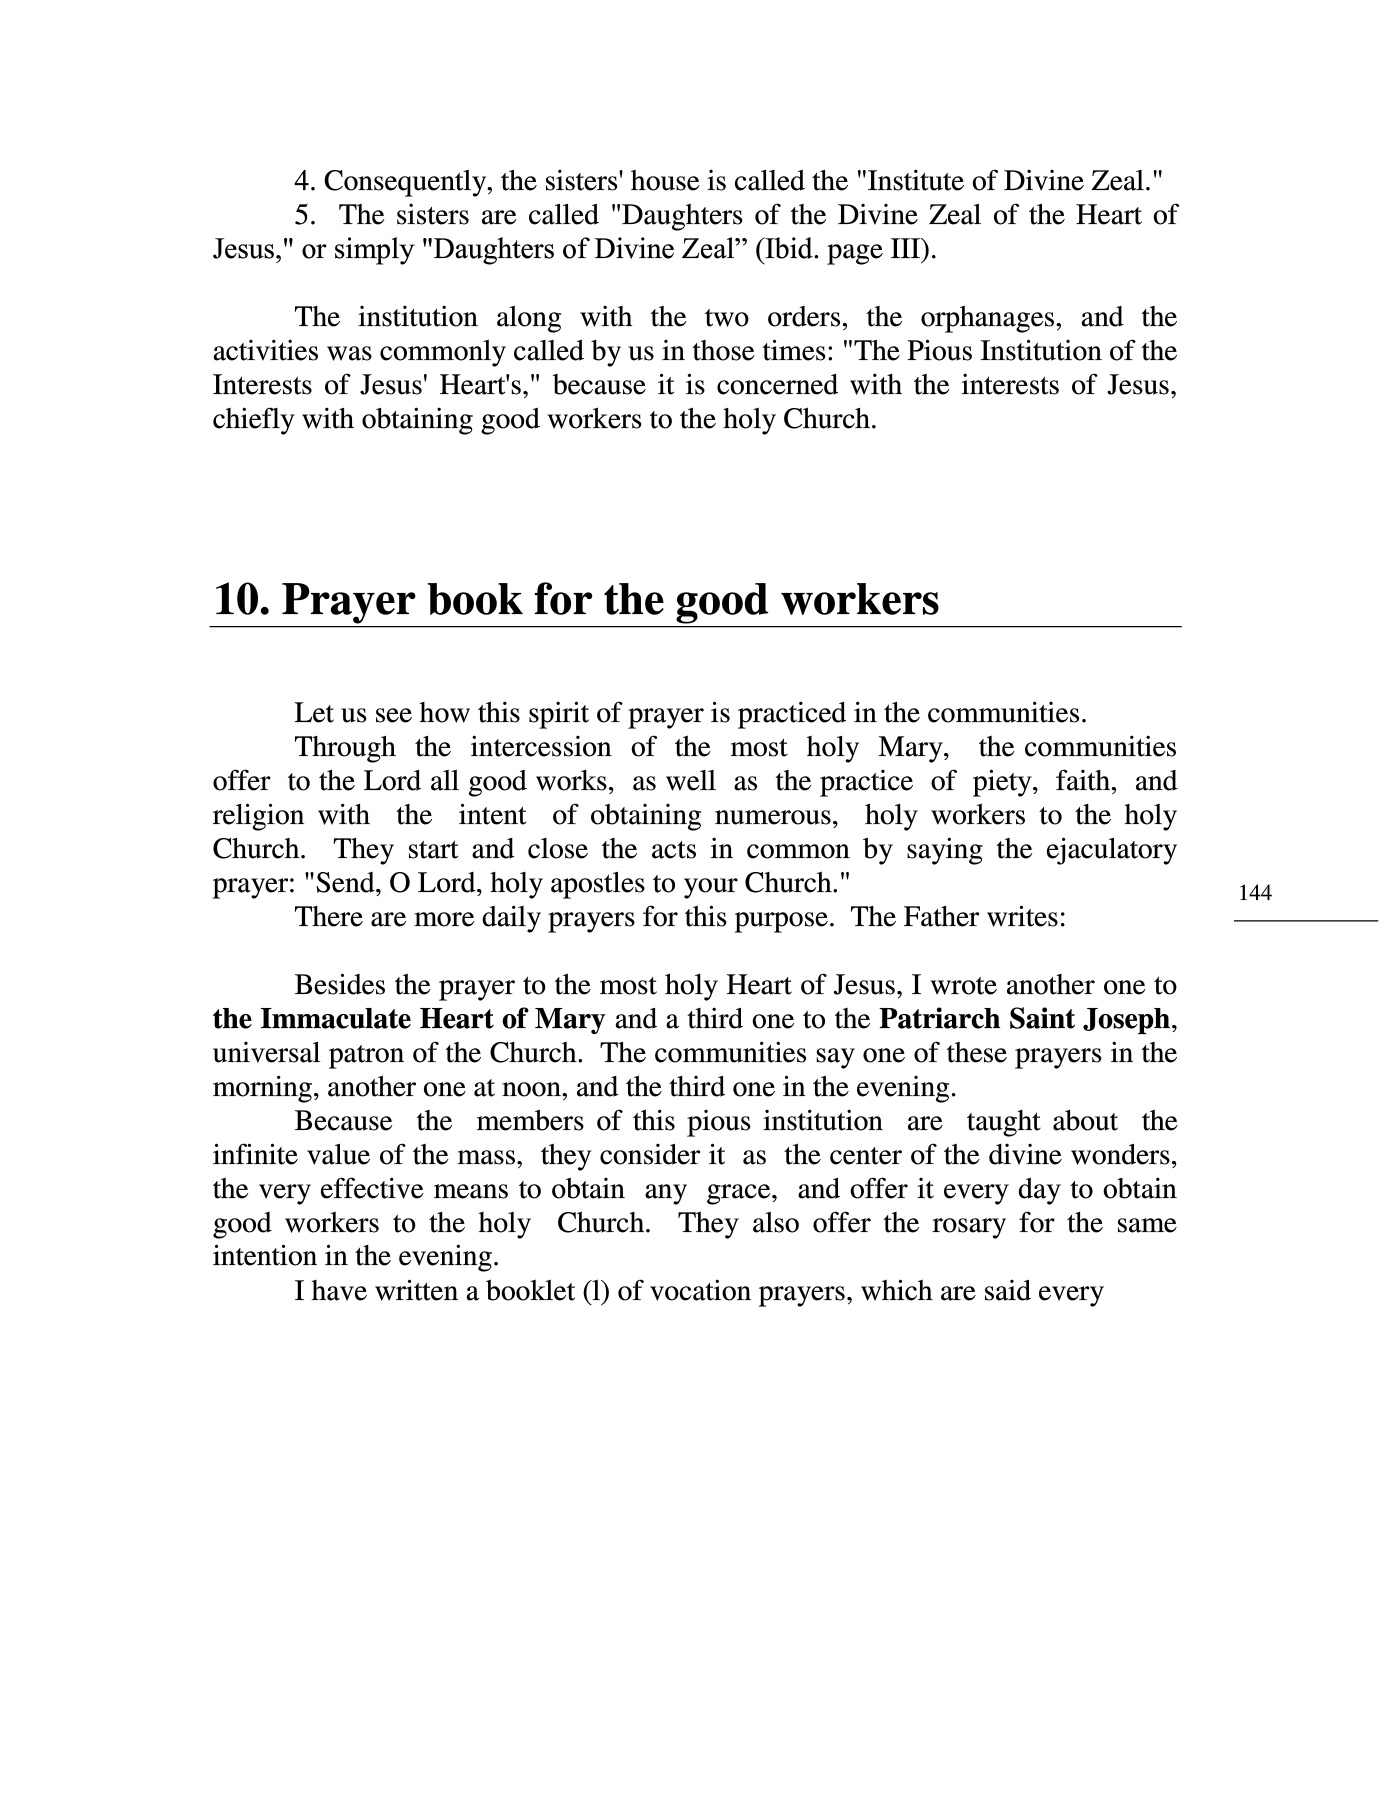 4. Consequently, the sisters' house is called the "Institute of Divine Zeal."
5. The sisters are called "Daughters of the Divine Zeal of the Heart of
Jesus," or simply "Daughters of Divine Zeal” (Ibid. page III).
The institution along with the two orders, the orphanages, and the
activities was commonly called by us in those times: "The Pious Institution of the
Interests of Jesus' Heart's," because it is concerned with the interests of Jesus,
chiefly with obtaining good workers to the holy Church.
10. Prayer book for the good workers
Let us see how this spirit of prayer is practiced in the communities.
Through the intercession of the most holy Mary, the communities
offer to the Lord all good works, as well as the practice of piety, faith, and
religion with the intent of obtaining numerous, holy workers to the holy
Church. They start and close the acts in common by saying the ejaculatory
prayer: "Send, O Lord, holy apostles to your Church."
144
There are more daily prayers for this purpose. The Father writes:
Besides the prayer to the most holy Heart of Jesus, I wrote another one to
the Immaculate Heart of Mary and a third one to the Patriarch Saint Joseph,
universal patron of the Church. The communities say one of these prayers in the
morning, another one at noon, and the third one in the evening.
Because the members of this pious institution are taught about the
infinite value of the mass, they consider it as the center of the divine wonders,
the very effective means to obtain any grace, and offer it every day to obtain
good workers to the holy Church. They also offer the rosary for the same
intention in the evening.
I have written a booklet (l) of vocation prayers, which are said every